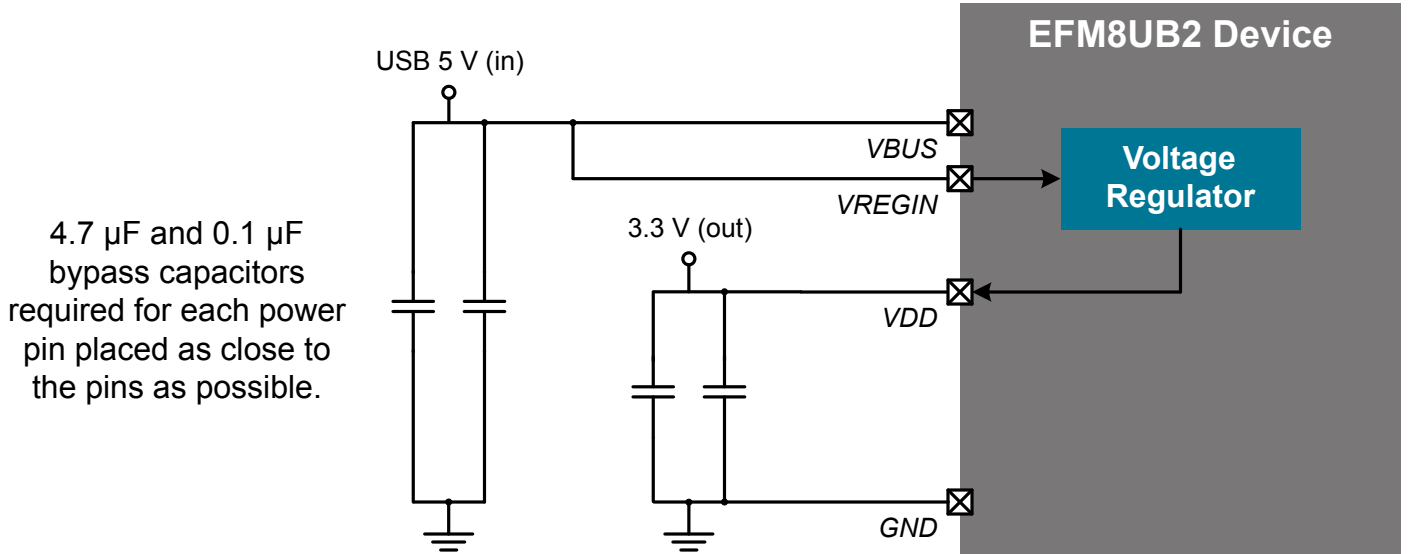 EFM8UB2 Device
USB 5 V (in)
VBUS
Voltage
Regulator
VREGIN
4.7 µF and 0.1 µF
bypass capacitors
required for each power
pin placed as close to
the pins as possible.
3.3 V (out)
VDD
GND